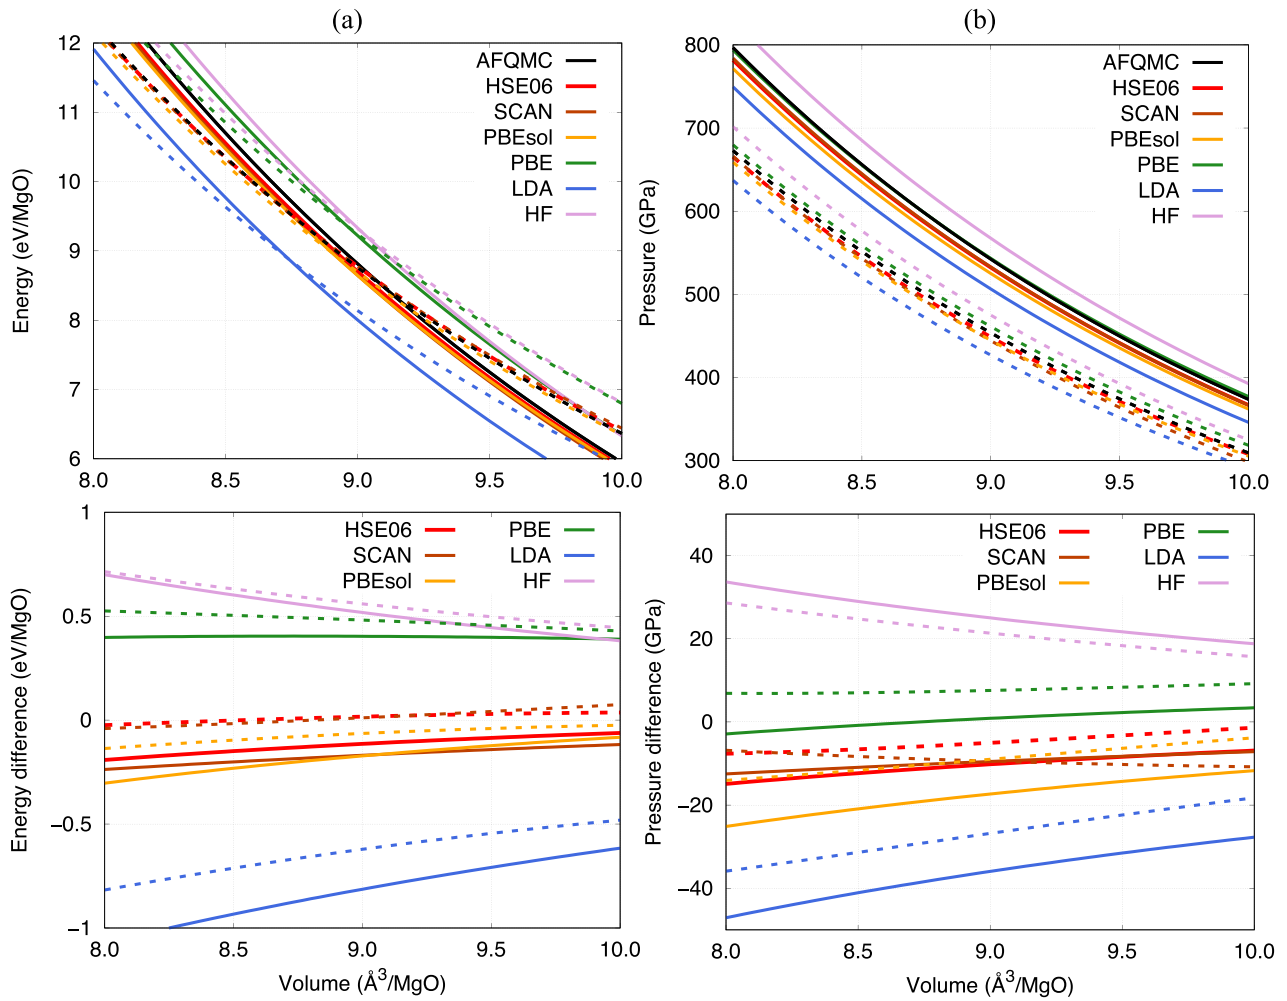 (a)
12
11
10
9
8
7
6
Energy (eV/MgO)
AFQMC
HSE06
SCAN
PBEsol
PBE
LDA
HF
8.0 8.5 9.0 9.5 10.0
(b)
800
700
600
500
400
300
Pressure (GPa)
AFQMC
HSE06
SCAN
PBEsol
PBE
LDA
HF
8.0 8.5 9.0 9.5 10.0
1
0.5
0
−0.5
−1
Energy difference (eV/MgO)
HSE06 PBE
SCAN LDA
PBEsol HF
8.0 8.5 9.0 9.5 10.0
Volume (Å³/MgO)
40
20
0
−20
−40
Pressure difference (GPa)
HSE06 PBE
SCAN LDA
PBEsol HF
8.0 8.5 9.0 9.5 10.0
Volume (Å³/MgO)